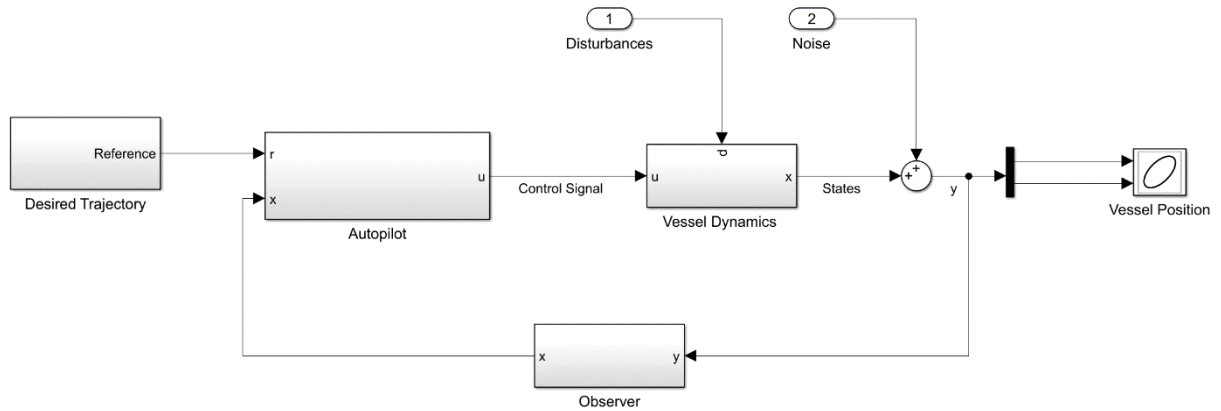 1
Disturbances
2
Noise
Reference
Desired Trajectory
r
x
u
Autopilot
Control Signal
d
u
x
Vessel Dynamics
States
+
+
y
Vessel Position
x
y
Observer